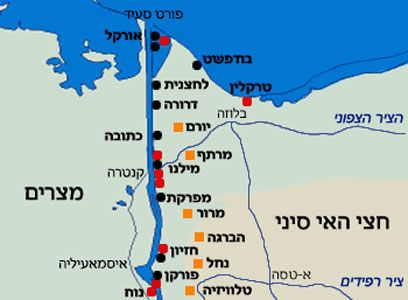 פורט סעיד
אורקל
בודפשט
לחצנית
טרקלין
דרורה
בלוזה
הציר הצפוני
יורם
כתובה
מרתף
מילנו
קנטרה
מצרים
מפרקת
מרור
חצי האי סיני
הברגה
חזיון
איסמאעיליה
נחל
א-טסה
פורקן
ציר רפידים
נוח
טלוויזיה